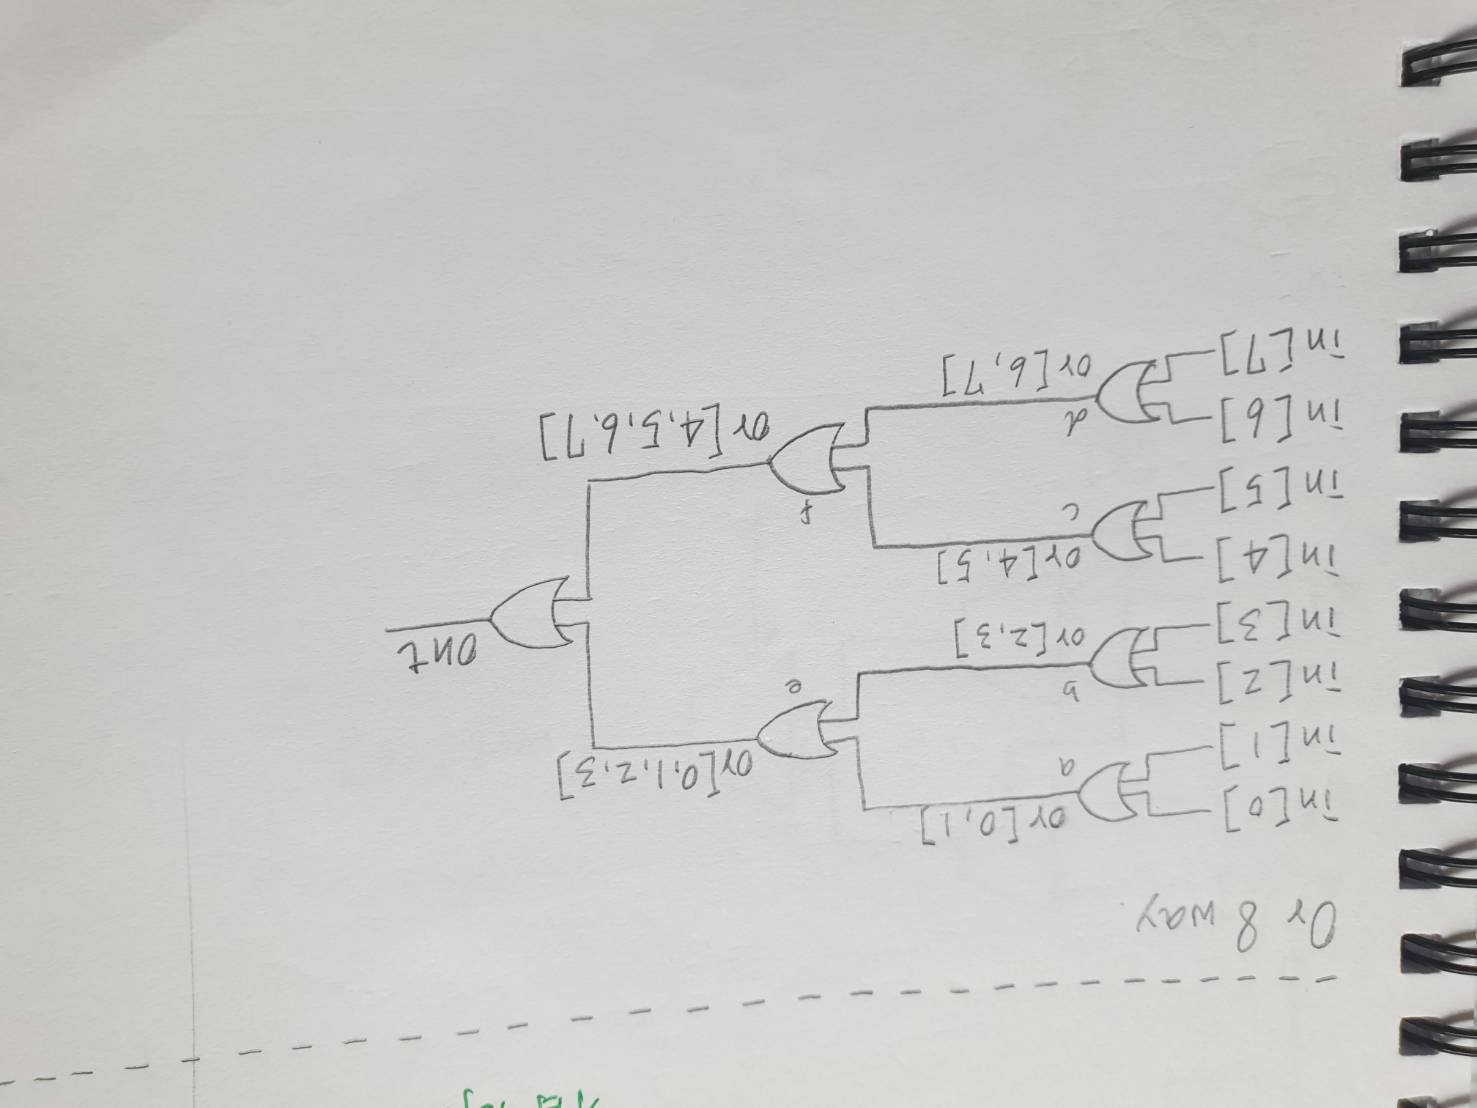 Or 8 way.
in[0]
or[0,1]
a
in[1]
or[0,1,2,3]
e
in[2]
b
in[3]
or[2,3]
out
in[4]
or[4,5]
c
in[5]
f
in[6]
d
or[4,5,6,7]
in[7]
or[6,7]